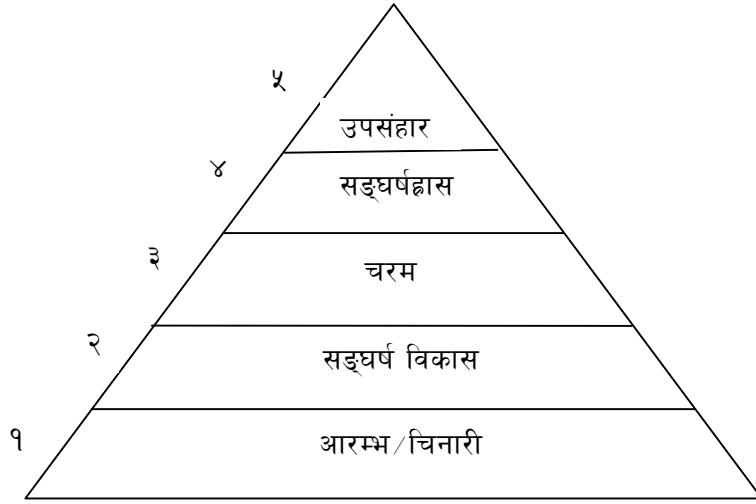 ५
उपसंहार
४
सङ्घर्षह्रास
३
चरम
२
सङ्घर्ष विकास
१
आरम्भ/चिनारी